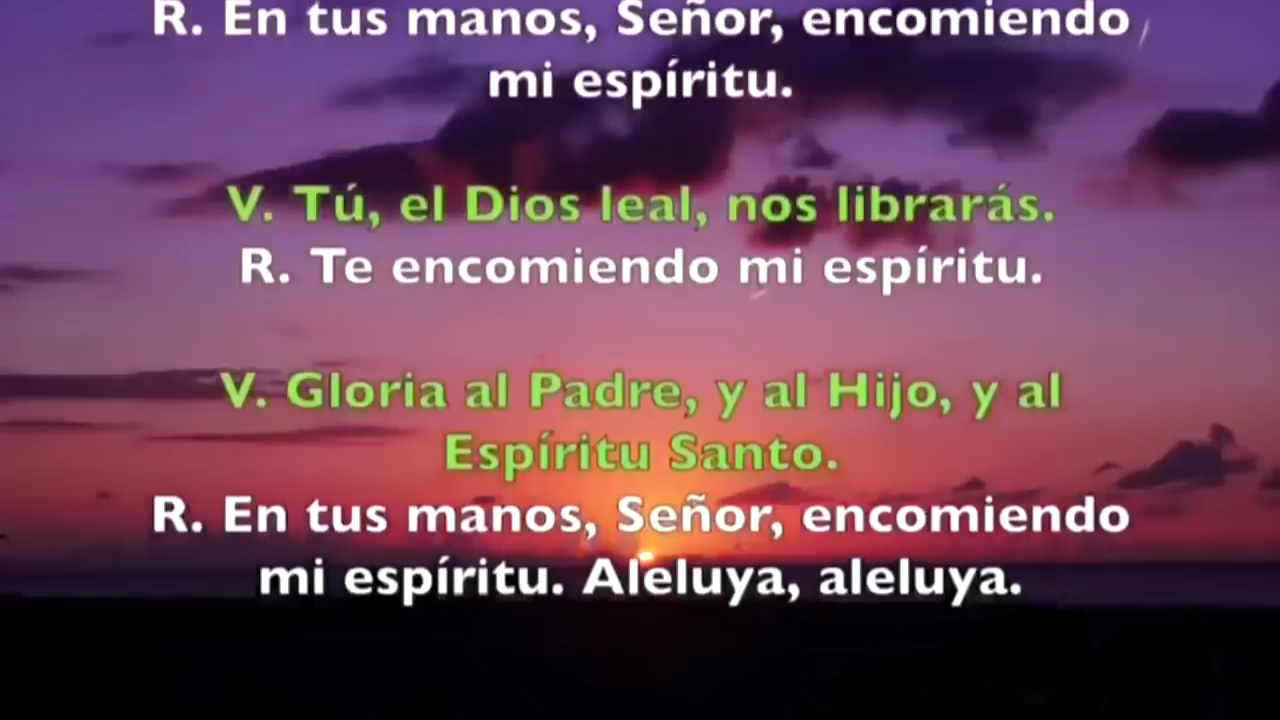 R. En tus manos, Señor, encomiendo
mi espíritu.
V. Tú, el Dios leal, nos librarás.
R. Te encomiendo mi espíritu.
V. Gloria al Padre, y al Hijo, y al
Espíritu Santo.
R. En tus manos, Señor, encomiendo
mi espíritu. Aleluya, aleluya.